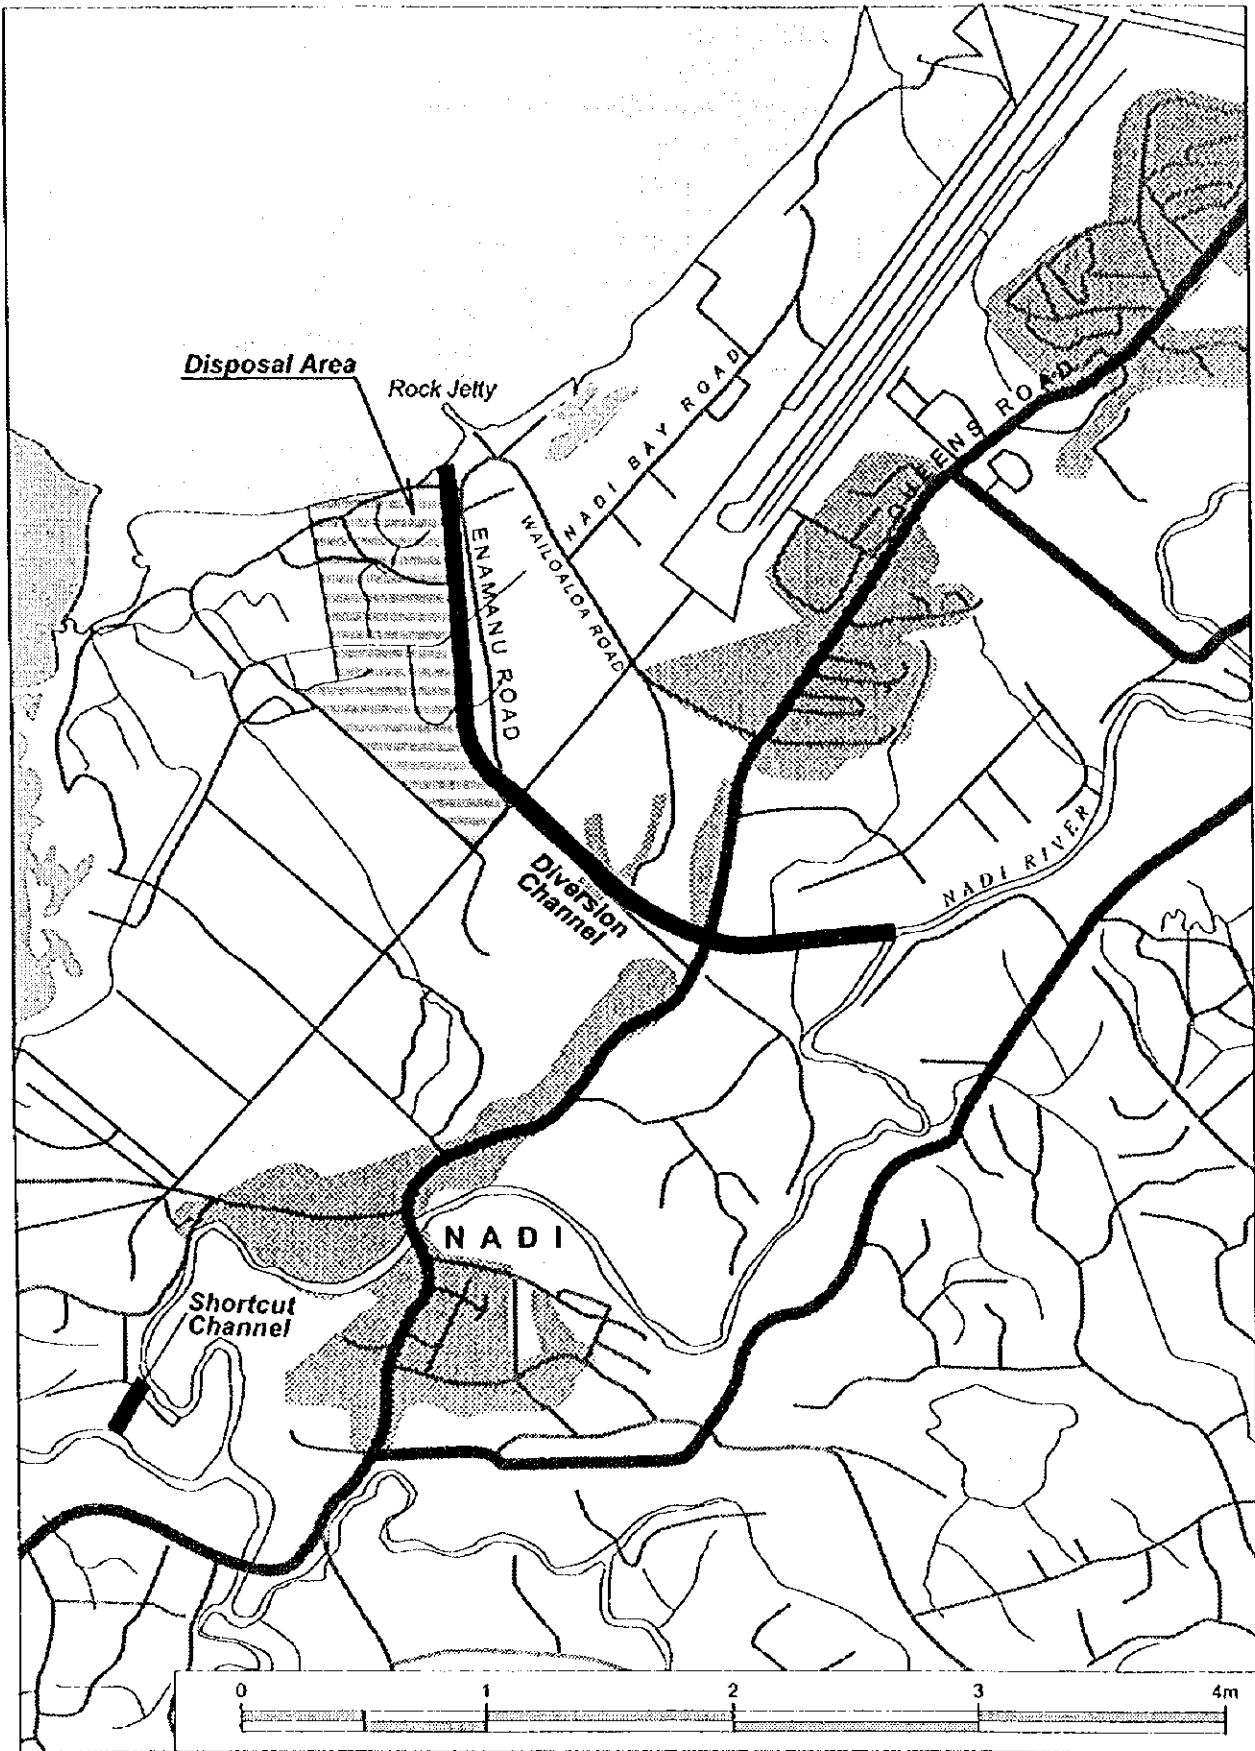 Disposal Area
Rock Jetty
NADI BAY ROAD
QUEENS ROAD
ENAMANU ROAD
WAILOALOA ROAD
Diversion
Channel
NADI RIVER
NADI
Shortcut
Channel
0 1 2 3 4m